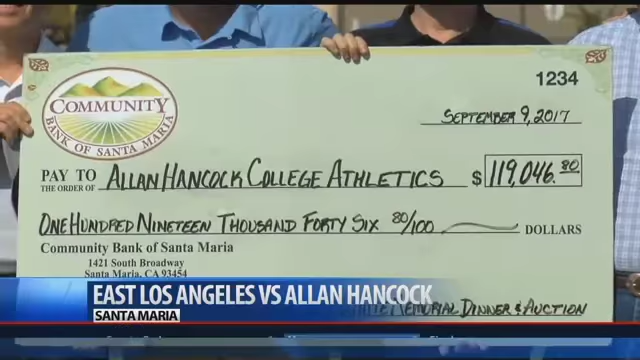 COMMUNITY
BANK OF SANTA MARIA
1234
SEPTEMBER 9, 2017
PAY TO
THE ORDER OF
ALLAN HANCOCK COLLEGE ATHLETICS $ 119,046.80
ONE HUNDRED NINETEEN THOUSAND FORTY SIX 80/100 DOLLARS
Community Bank of Santa Maria
1421 South Broadway
Santa Maria, CA 93454
EAST LOS ANGELES VS ALLAN HANCOCK
SANTA MARIA
MEMORIAL DINNER & AUCTION